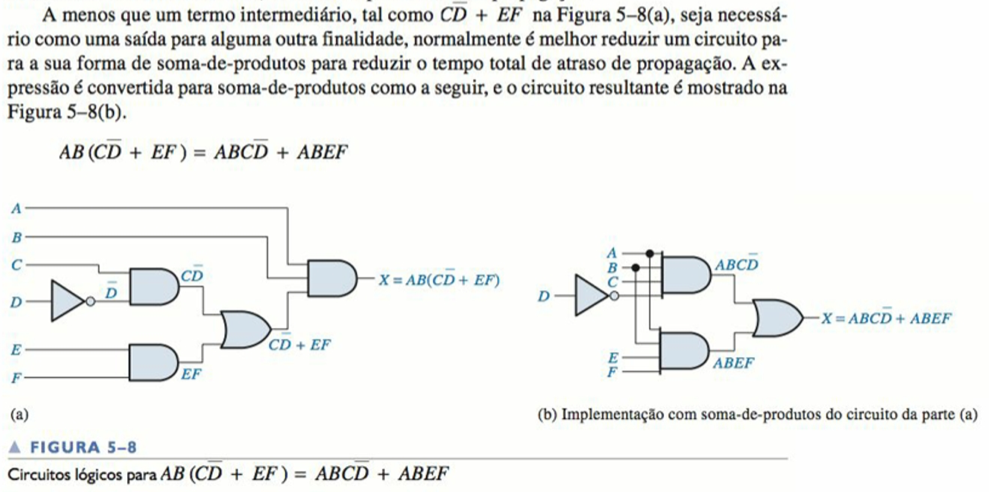 A menos que um termo intermediário, tal como CD̅ + EF na Figura 5–8(a), seja necessá-
rio como uma saída para alguma outra finalidade, normalmente é melhor reduzir um circuito pa-
ra a sua forma de soma-de-produtos para reduzir o tempo total de atraso de propagação. A ex-
pressão é convertida para soma-de-produtos como a seguir, e o circuito resultante é mostrado na
Figura 5–8(b).
AB(CD̅ + EF) = ABCD̅ + ABEF
A
B
C
D
D̅
CD̅
E
F
EF
CD̅ + EF
X = AB(CD̅ + EF)
(a)
A
B
C
D
E
F
ABCD̅
ABEF
X = ABCD̅ + ABEF
(b) Implementação com soma-de-produtos do circuito da parte (a)
▲ FIGURA 5–8
Circuitos lógicos para AB(CD̅ + EF) = ABCD̅ + ABEF